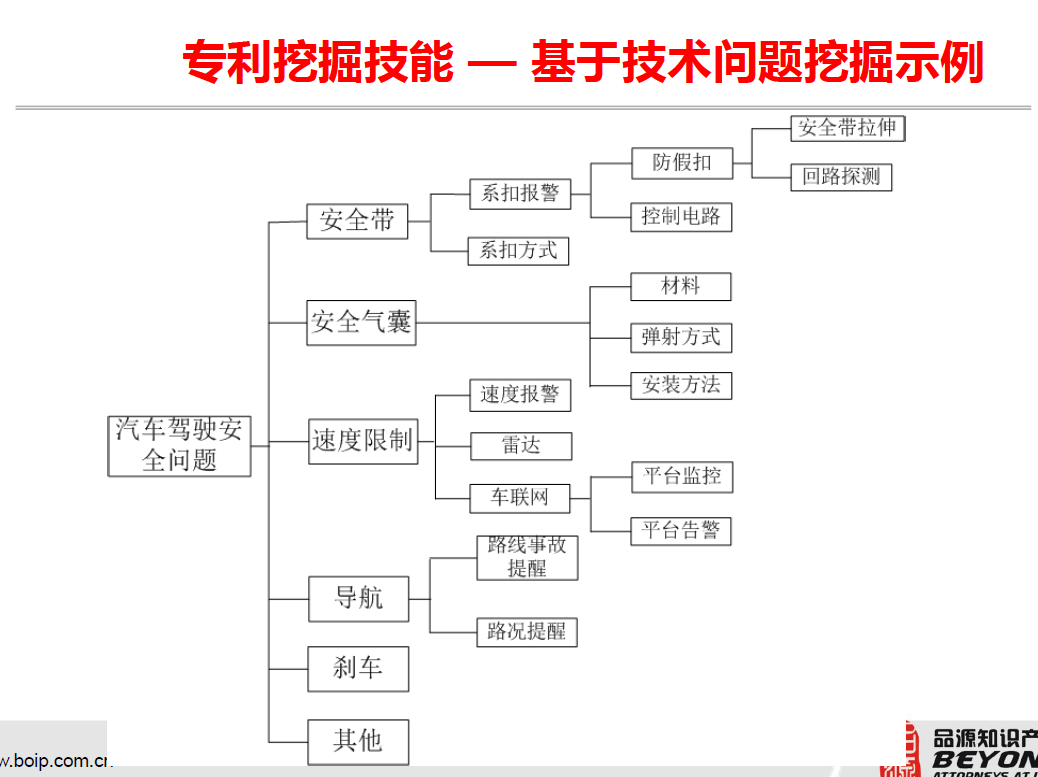 专利挖掘技能 — 基于技术问题挖掘示例
安全带拉伸
防假扣
回路探测
系扣报警
安全带
控制电路
系扣方式
材料
安全气囊
弹射方式
安装方法
速度报警
汽车驾驶安
全问题
速度限制
雷达
平台监控
车联网
平台告警
路线事故
提醒
导航
路况提醒
刹车
其他
w.boip.com.cn
品源知识产
BEYON
ATTORNEYS AT L